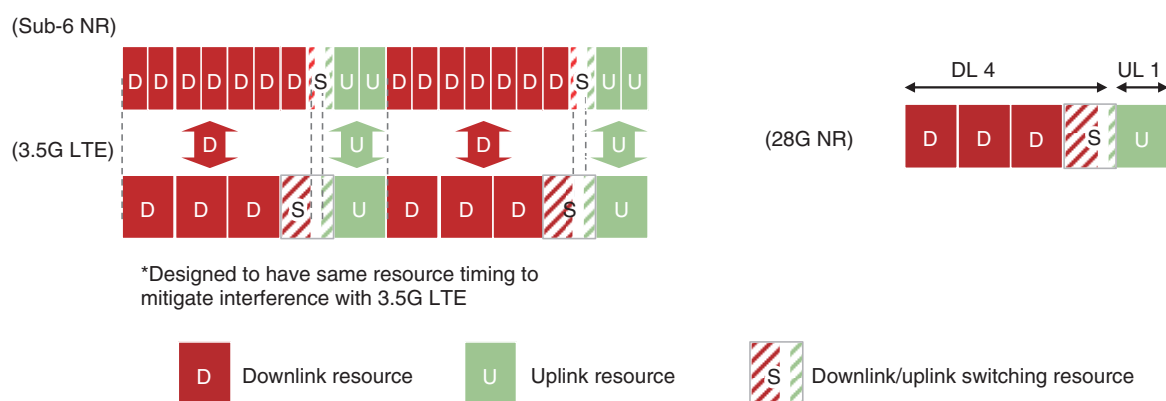 (Sub-6 NR)
D D D D D D D S U U D D D D D D D S U U
(3.5G LTE)
D U D U
D D D S U D D D S U
*Designed to have same resource timing to
mitigate interference with 3.5G LTE
DL 4 UL 1
(28G NR)
D D D S U
D Downlink resource
U Uplink resource
S Downlink/uplink switching resource